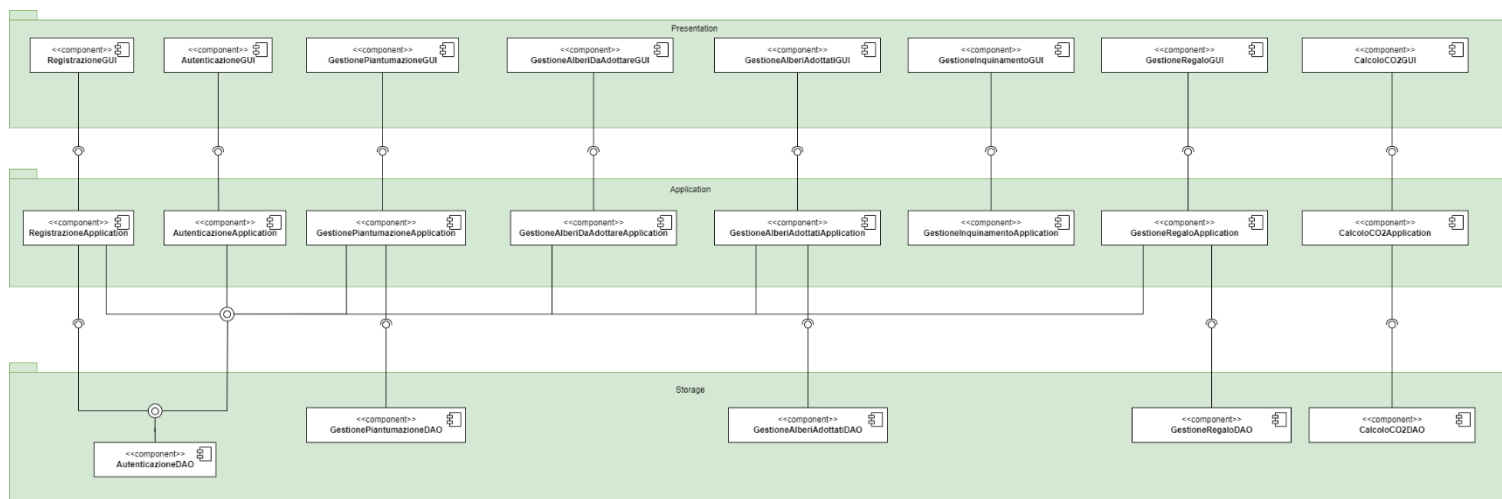 Presentation
<<component>>
RegistrazioneGUI
<<component>>
AutenticazioneGUI
<<component>>
GestionePiantumazioneGUI
<<component>>
GestioneAlberiDaAdottareGUI
<<component>>
GestioneAlberiAdottatiGUI
<<component>>
GestioneInquinamentoGUI
<<component>>
GestioneRegaloGUI
<<component>>
CalcoloCO2GUI
Application
<<component>>
RegistrazioneApplication
<<component>>
AutenticazioneApplication
<<component>>
GestionePiantumazioneApplication
<<component>>
GestioneAlberiDaAdottareApplication
<<component>>
GestioneAlberiAdottatiApplication
<<component>>
GestioneInquinamentoApplication
<<component>>
GestioneRegaloApplication
<<component>>
CalcoloCO2Application
Storage
<<component>>
AutenticazioneDAO
<<component>>
GestionePiantumazioneDAO
<<component>>
GestioneAlberiAdottatiDAO
<<component>>
GestioneRegaloDAO
<<component>>
CalcoloCO2DAO